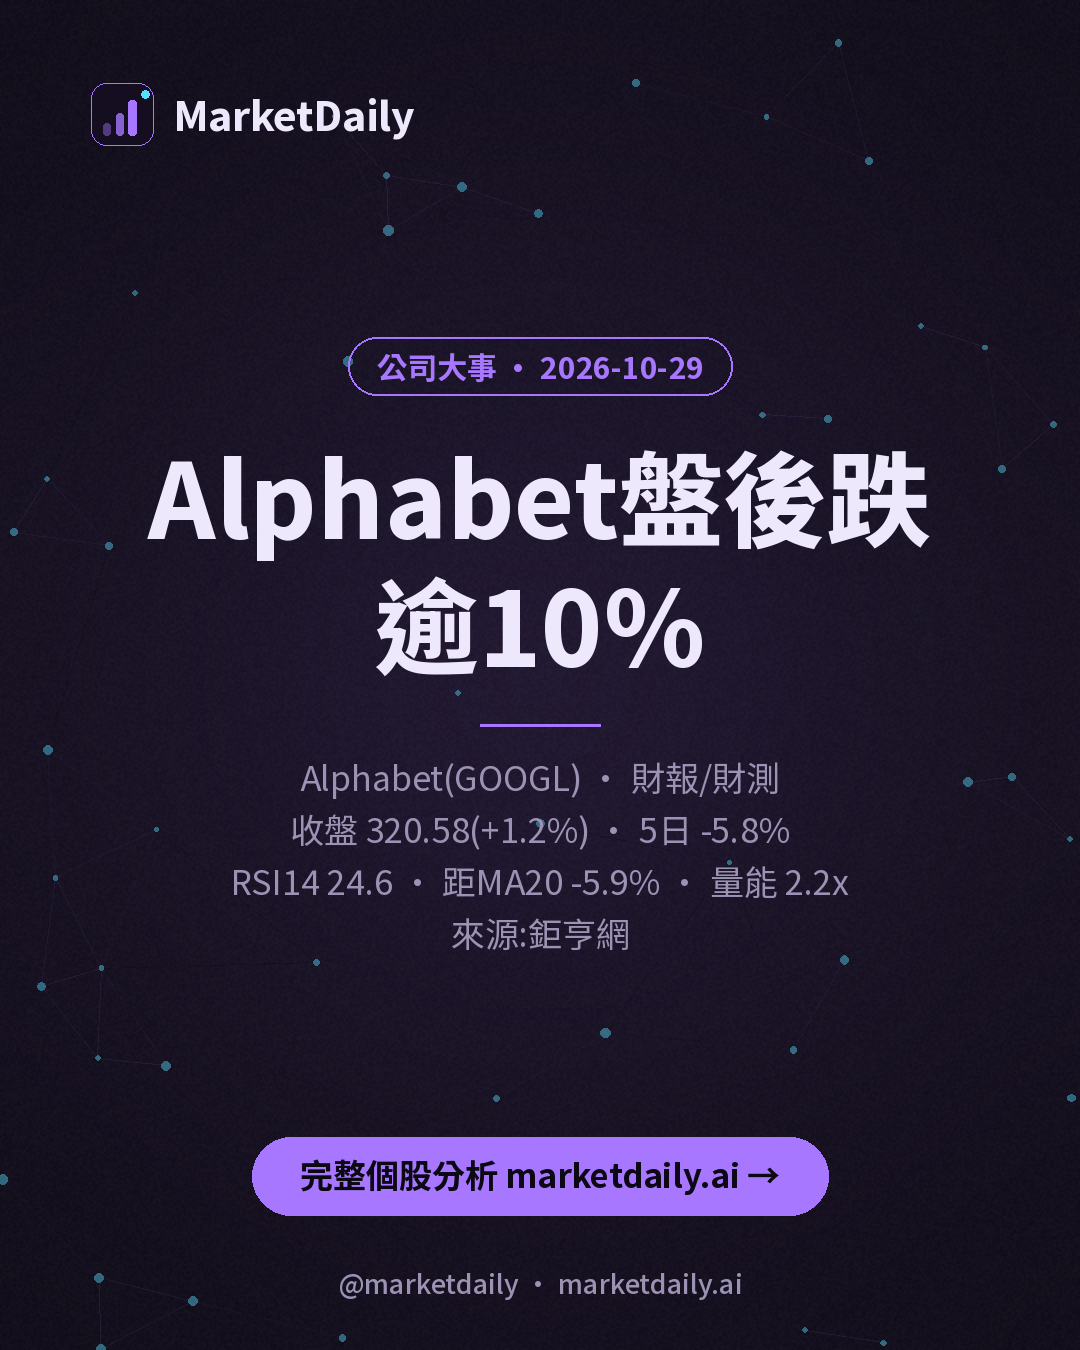 MarketDaily
公司大事 · 2026-10-29
Alphabet盤後跌
逾10%
Alphabet(GOOGL) · 財報/財測
收盤 320.58(+1.2%) · 5日 -5.8%
RSI14 24.6 · 距MA20 -5.9% · 量能 2.2x
來源:鉅亨網
完整個股分析 marketdaily.ai →
@marketdaily · marketdaily.ai